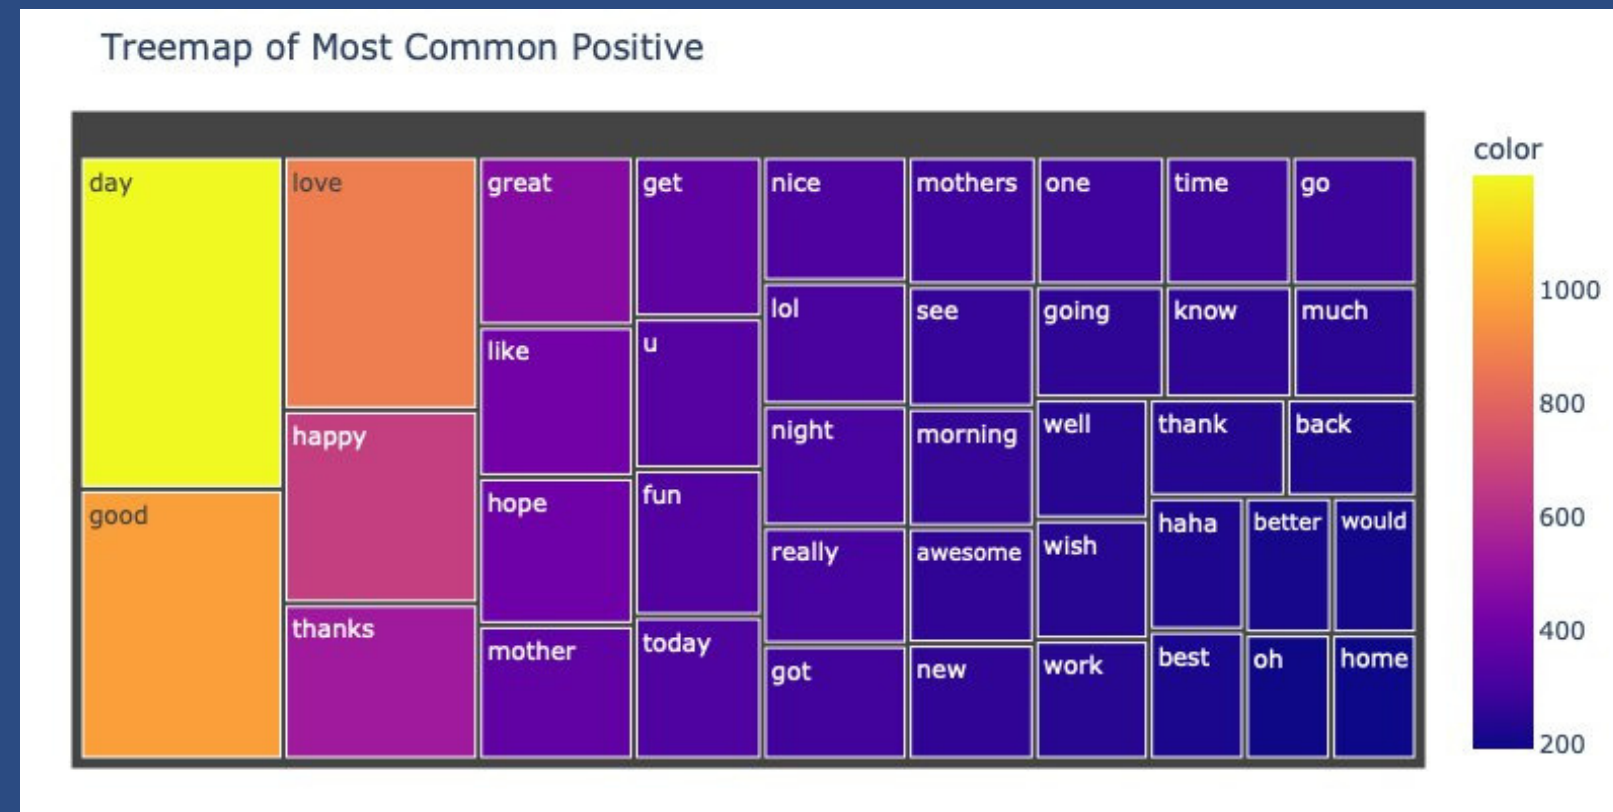 Treemap of Most Common Positive
day
good
love
happy
thanks
great
like
hope
mother
get
u
fun
today
nice
lol
night
really
got
mothers
see
morning
awesome
new
one
time
go
going
know
much
well
wish
work
thank
back
haha
better
would
best
oh
home
color
1000
800
600
400
200